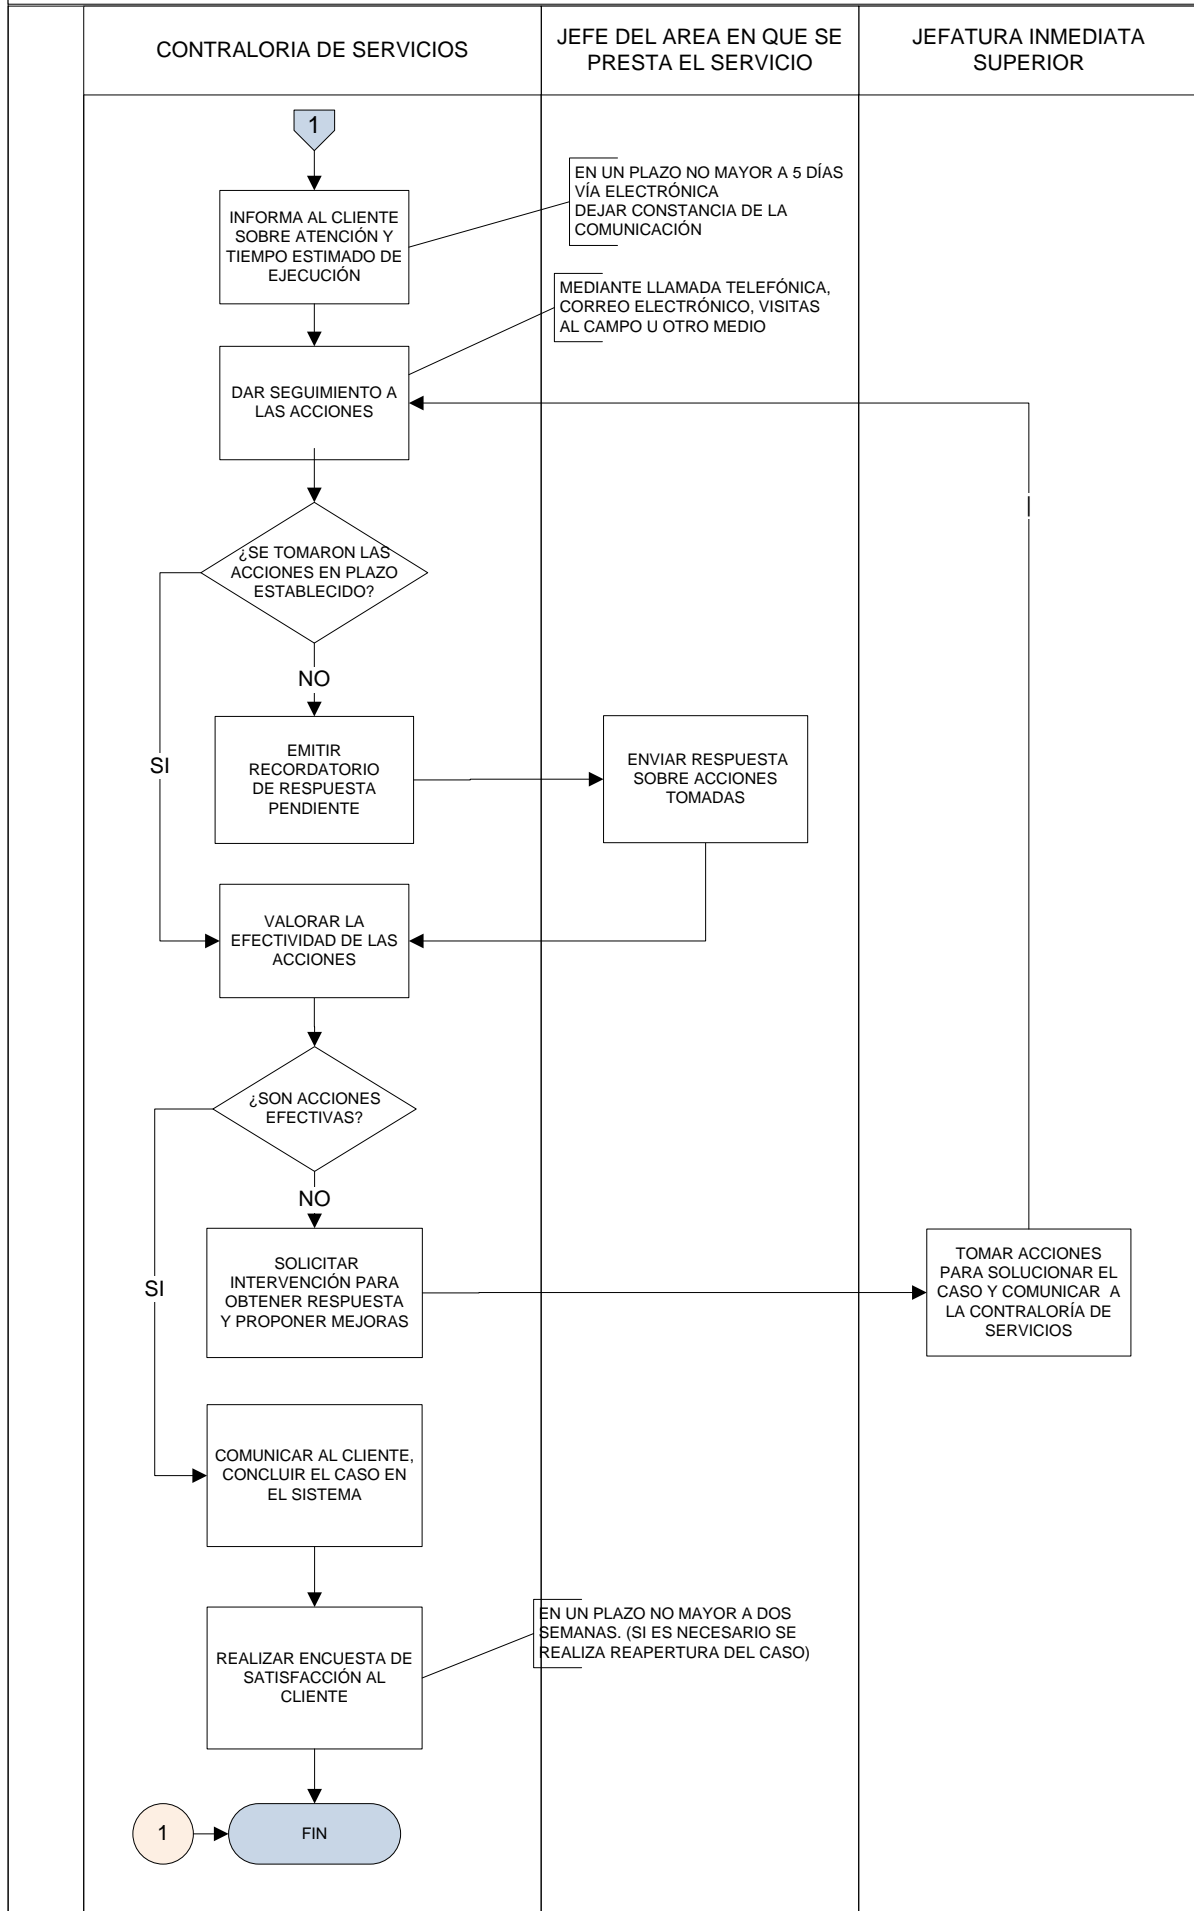 CONTRALORIA DE SERVICIOS
JEFE DEL AREA EN QUE SE
PRESTA EL SERVICIO
JEFATURA INMEDIATA
SUPERIOR
1
INFORMA AL CLIENTE
SOBRE ATENCIÓN Y
TIEMPO ESTIMADO DE
EJECUCIÓN
EN UN PLAZO NO MAYOR A 5 DÍAS
VÍA ELECTRÓNICA
DEJAR CONSTANCIA DE LA
COMUNICACIÓN
MEDIANTE LLAMADA TELEFÓNICA,
CORREO ELECTRÓNICO, VISITAS
AL CAMPO U OTRO MEDIO
DAR SEGUIMIENTO A
LAS ACCIONES
¿SE TOMARON LAS
ACCIONES EN PLAZO
ESTABLECIDO?
NO
SI
EMITIR
RECORDATORIO
DE RESPUESTA
PENDIENTE
ENVIAR RESPUESTA
SOBRE ACCIONES
TOMADAS
VALORAR LA
EFECTIVIDAD DE LAS
ACCIONES
¿SON ACCIONES
EFECTIVAS?
NO
SI
SOLICITAR
INTERVENCIÓN PARA
OBTENER RESPUESTA
Y PROPONER MEJORAS
TOMAR ACCIONES
PARA SOLUCIONAR EL
CASO Y COMUNICAR A
LA CONTRALORÍA DE
SERVICIOS
COMUNICAR AL CLIENTE,
CONCLUIR EL CASO EN
EL SISTEMA
REALIZAR ENCUESTA DE
SATISFACCIÓN AL
CLIENTE
EN UN PLAZO NO MAYOR A DOS
SEMANAS. (SI ES NECESARIO SE
REALIZA REAPERTURA DEL CASO)
1
FIN